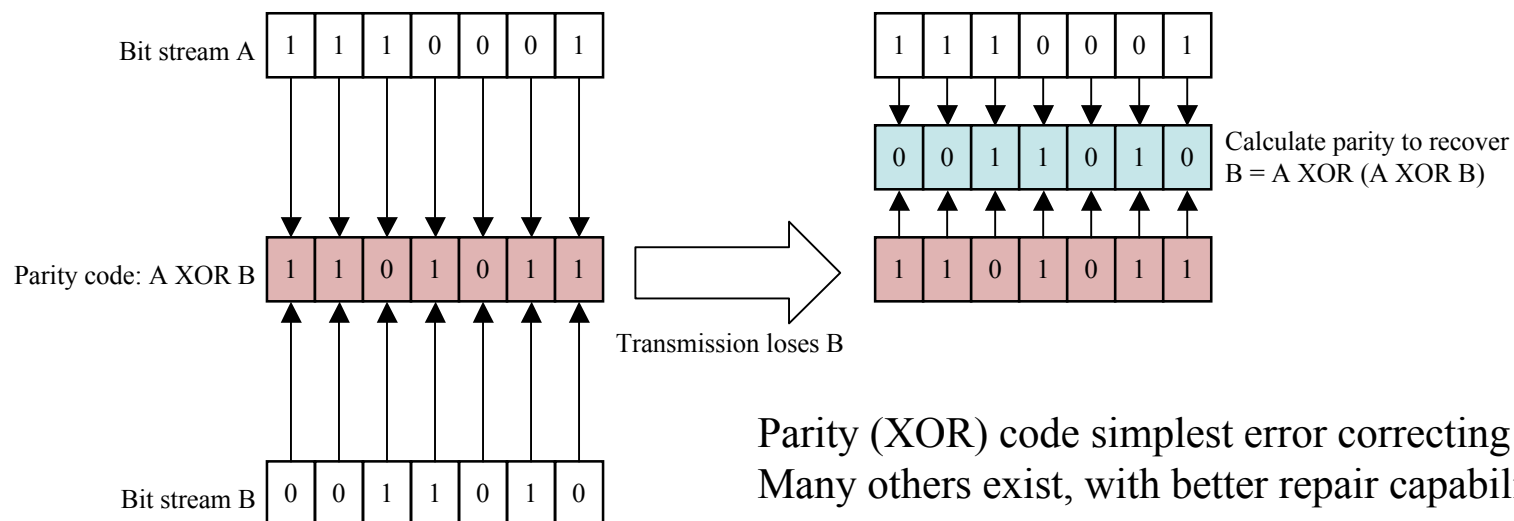 Bit stream A 1 1 1 0 0 0 1
Parity code: A XOR B 1 1 0 1 0 1 1
Transmission loses B
Bit stream B 0 0 1 1 0 1 0
1 1 1 0 0 0 1
0 0 1 1 0 1 0
Calculate parity to recover
B = A XOR (A XOR B)
1 1 0 1 0 1 1
Parity (XOR) code simplest error correcting
Many others exist, with better repair